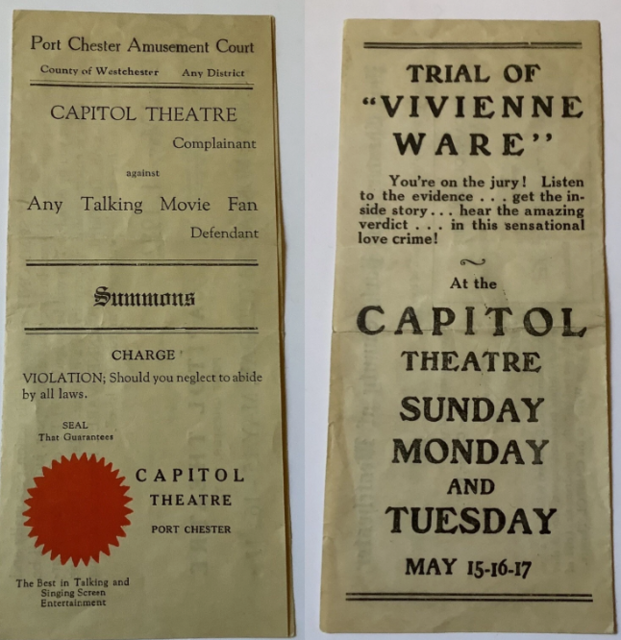 Port Chester Amusement Court
County of Westchester Any District
CAPITOL THEATRE
Complainant
against
Any Talking Movie Fan
Defendant
Summons
CHARGE
VIOLATION; Should you neglect to abide
by all laws.
SEAL
That Guarantees
CAPITOL
THEATRE
PORT CHESTER
The Best in Talking and
Singing Screen
Entertainment
TRIAL OF
"VIVIENNE
WARE"
You're on the jury! Listen
to the evidence . . . get the in-
side story . . . hear the amazing
verdict . . . in this sensational
love crime!
At the
CAPITOL
THEATRE
SUNDAY
MONDAY
AND
TUESDAY
MAY 15-16-17